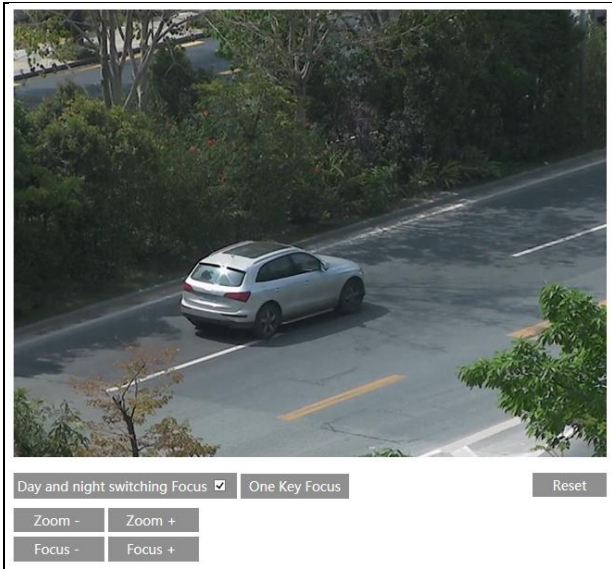 Day and night switching Focus One Key Focus Reset
Zoom - Zoom +
Focus - Focus +